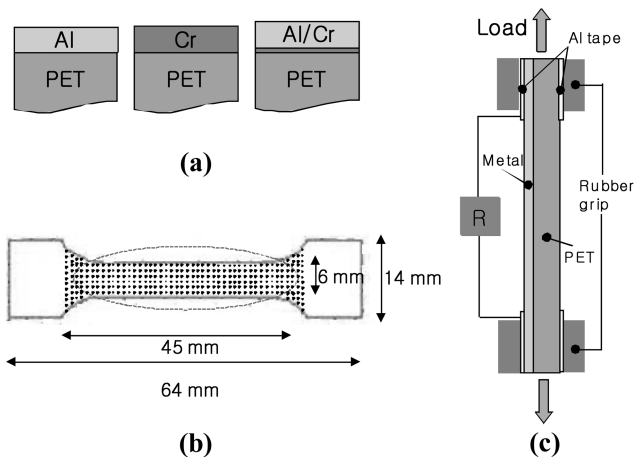 Al
Cr
Al/Cr
PET
PET
PET
(a)
6 mm
14 mm
45 mm
64 mm
(b)
Load
Al tape
Metal
R
Rubber
grip
PET
(c)